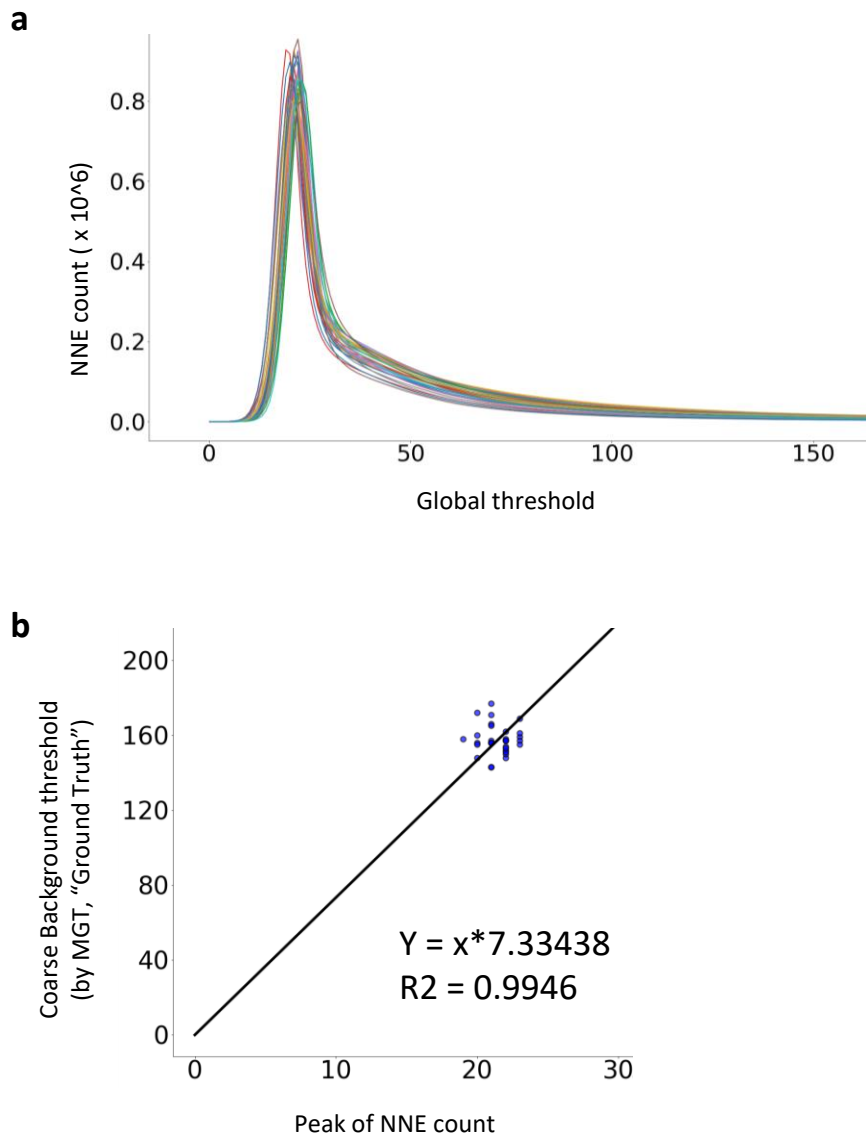 a
0.8
0.6
0.4
0.2
0.0
NNE count ( x 10^6)
0 50 100 150
Global threshold
b
200
160
120
80
40
0
Coarse Background threshold
(by MGT, “Ground Truth”)
Y = x*7.33438
R2 = 0.9946
0 10 20 30
Peak of NNE count